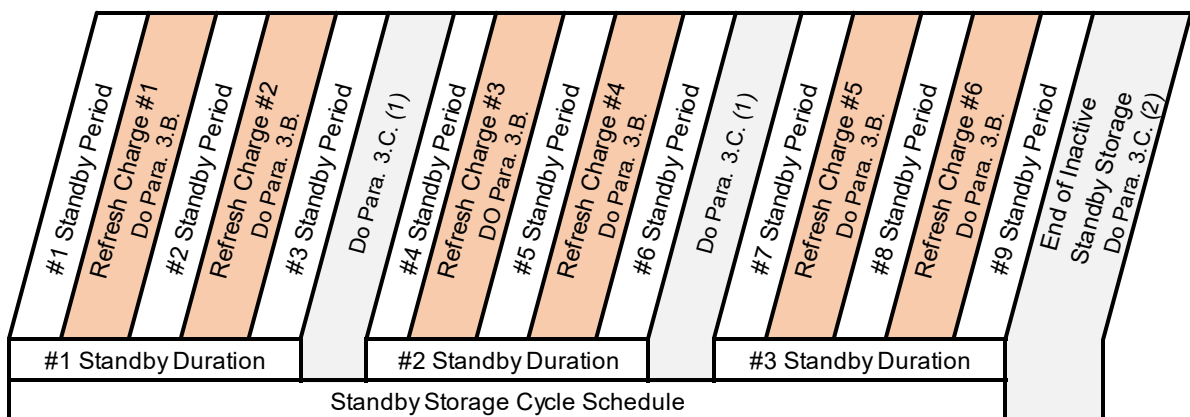 #1 Standby Period
Refresh Charge #1
Do Para. 3.B.
#2 Standby Period
Refresh Charge #2
Do Para. 3.B.
#3 Standby Period
Do Para. 3.C. (1)
#4 Standby Period
Refresh Charge #3
DO Para. 3.B.
#5 Standby Period
Refresh Charge #4
Do Para. 3.B.
#6 Standby Period
Do Para. 3.C. (1)
#7 Standby Period
Refresh Charge #5
Do Para. 3.B.
#8 Standby Period
Refresh Charge #6
Do Para. 3.B.
#9 Standby Period
End of Inactive
Standby Storage
Do Para. 3.C. (2)
#1 Standby Duration
#2 Standby Duration
#3 Standby Duration
Standby Storage Cycle Schedule